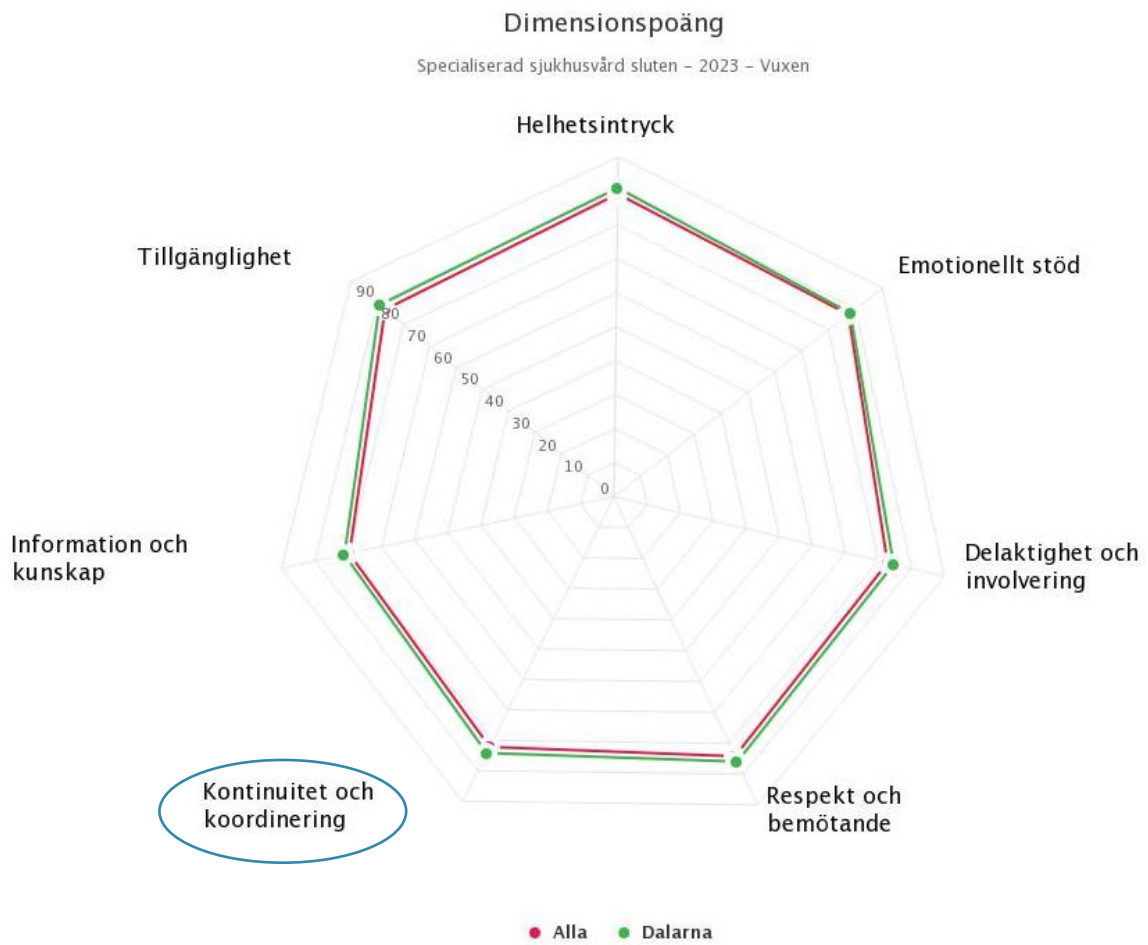 Dimensionspoäng
Specialiserad sjukhusvård sluten – 2023 – Vuxen
Helhetsintryck
Tillgänglighet
Emotionellt stöd
90
80
70
60
50
40
30
20
10
0
Information och
kunskap
Delaktighet och
involvering
Kontinuitet och
koordinering
Respekt och
bemötande
Alla Dalarna